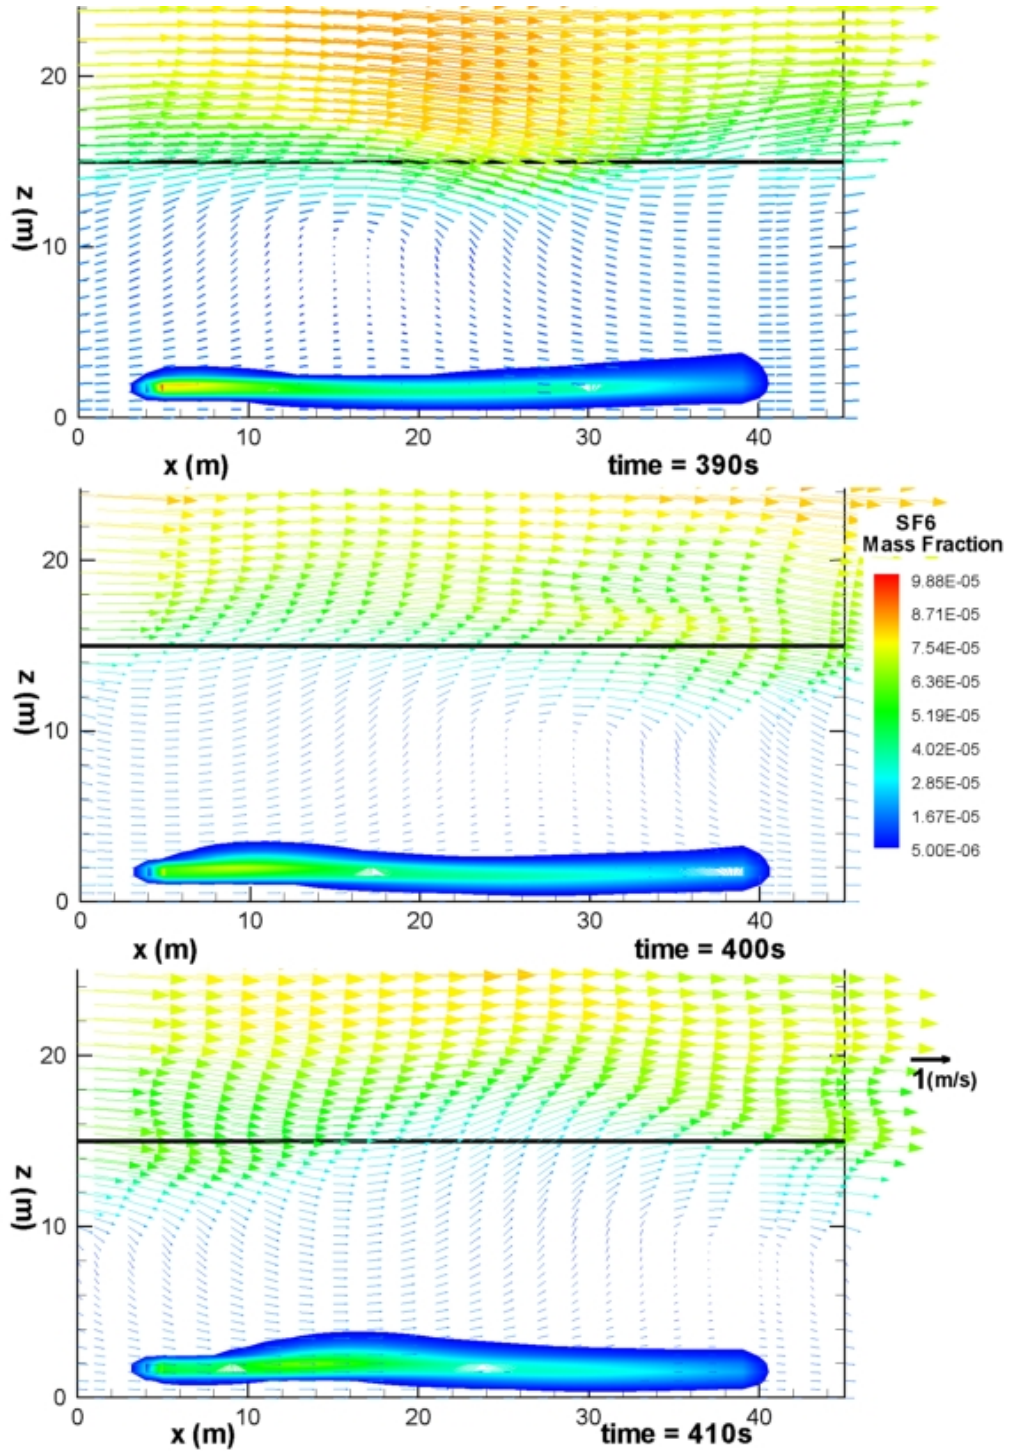 20
z (m)
10
0
0 10 20 30 40
x (m) time = 390s
SF6
Mass Fraction
9.88E-05
8.71E-05
7.54E-05
6.36E-05
5.19E-05
4.02E-05
2.85E-05
1.67E-05
5.00E-06
20
z (m)
10
0
0 10 20 30 40
x (m) time = 400s
20
1(m/s)
z (m)
10
0
0 10 20 30 40
x (m) time = 410s